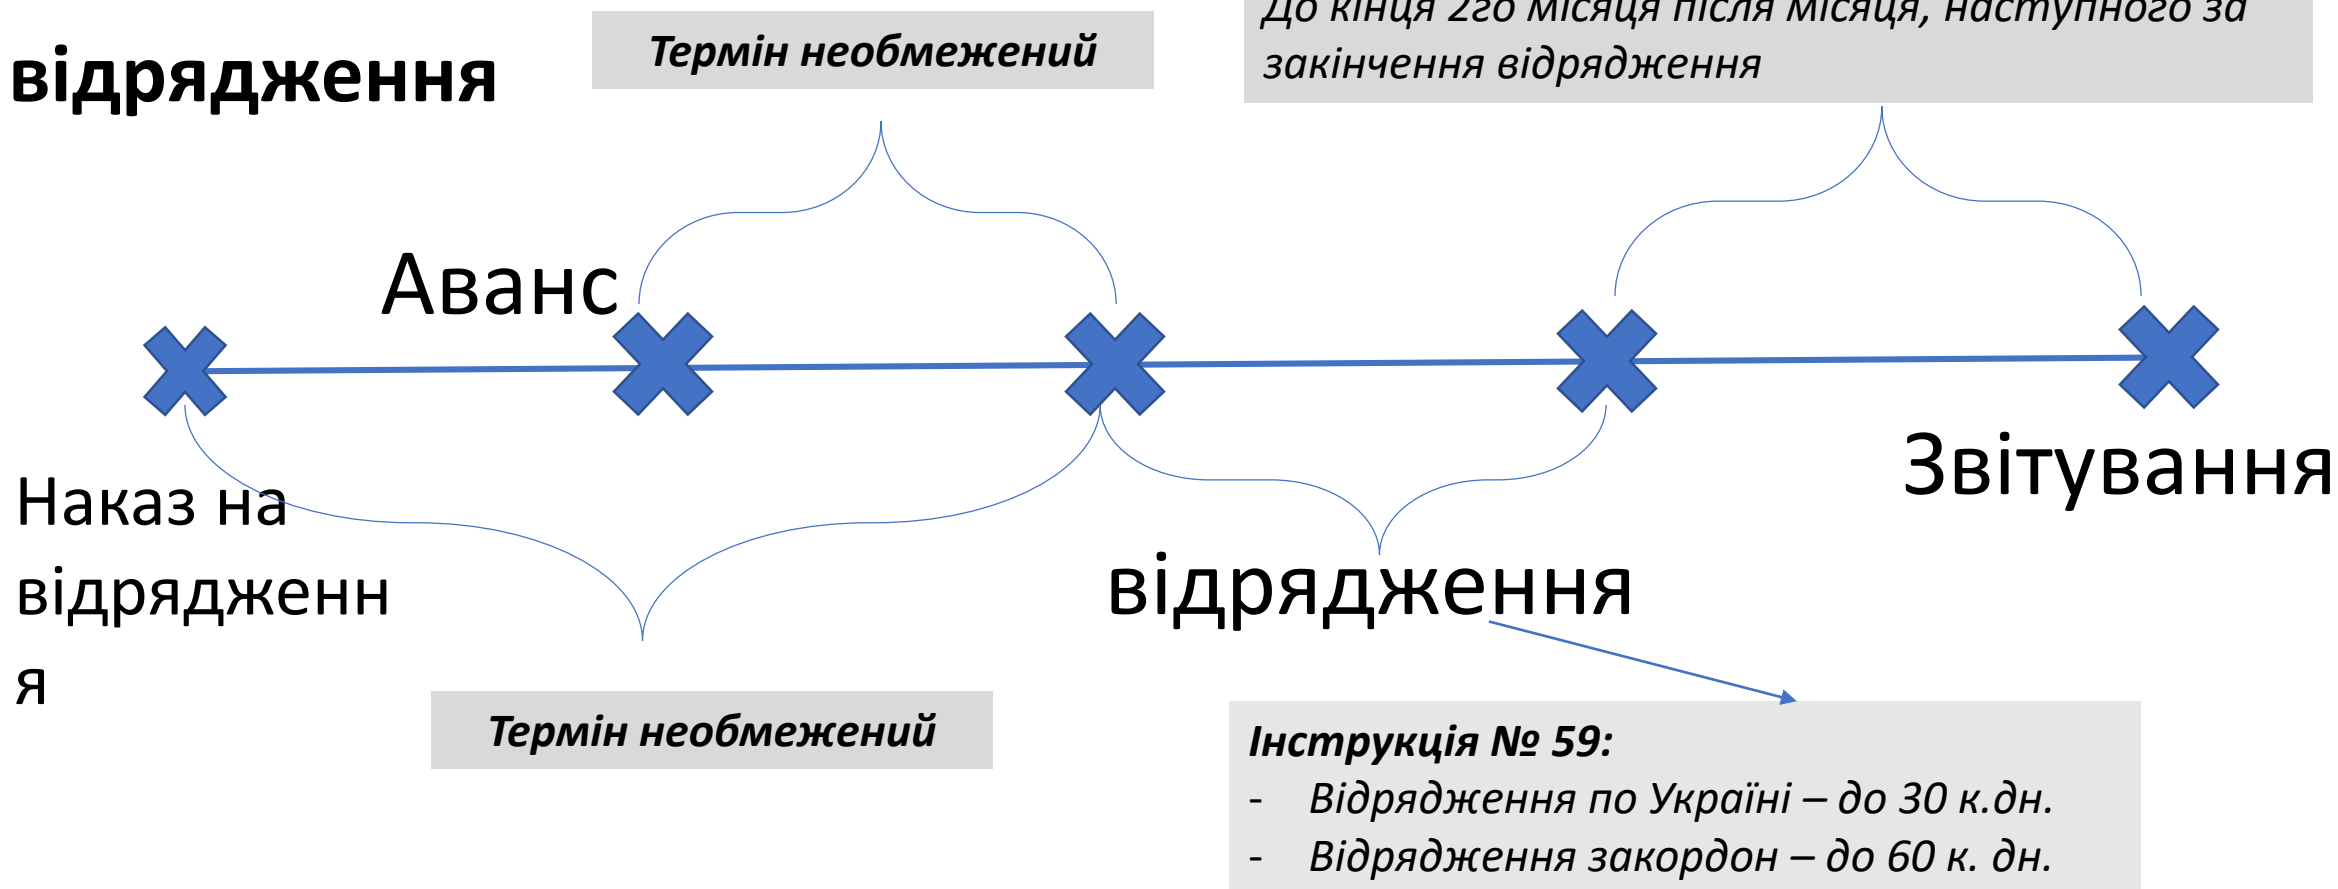 До кінця 2го місяця після місяця, наступного за
закінчення відрядження
Термін необмежений
відрядження
Аванс
Звітування
Наказ на
відрядженн
я
відрядження
Термін необмежений
Інструкція № 59:
- Відрядження по Україні – до 30 к.дн.
- Відрядження закордон – до 60 к. дн.